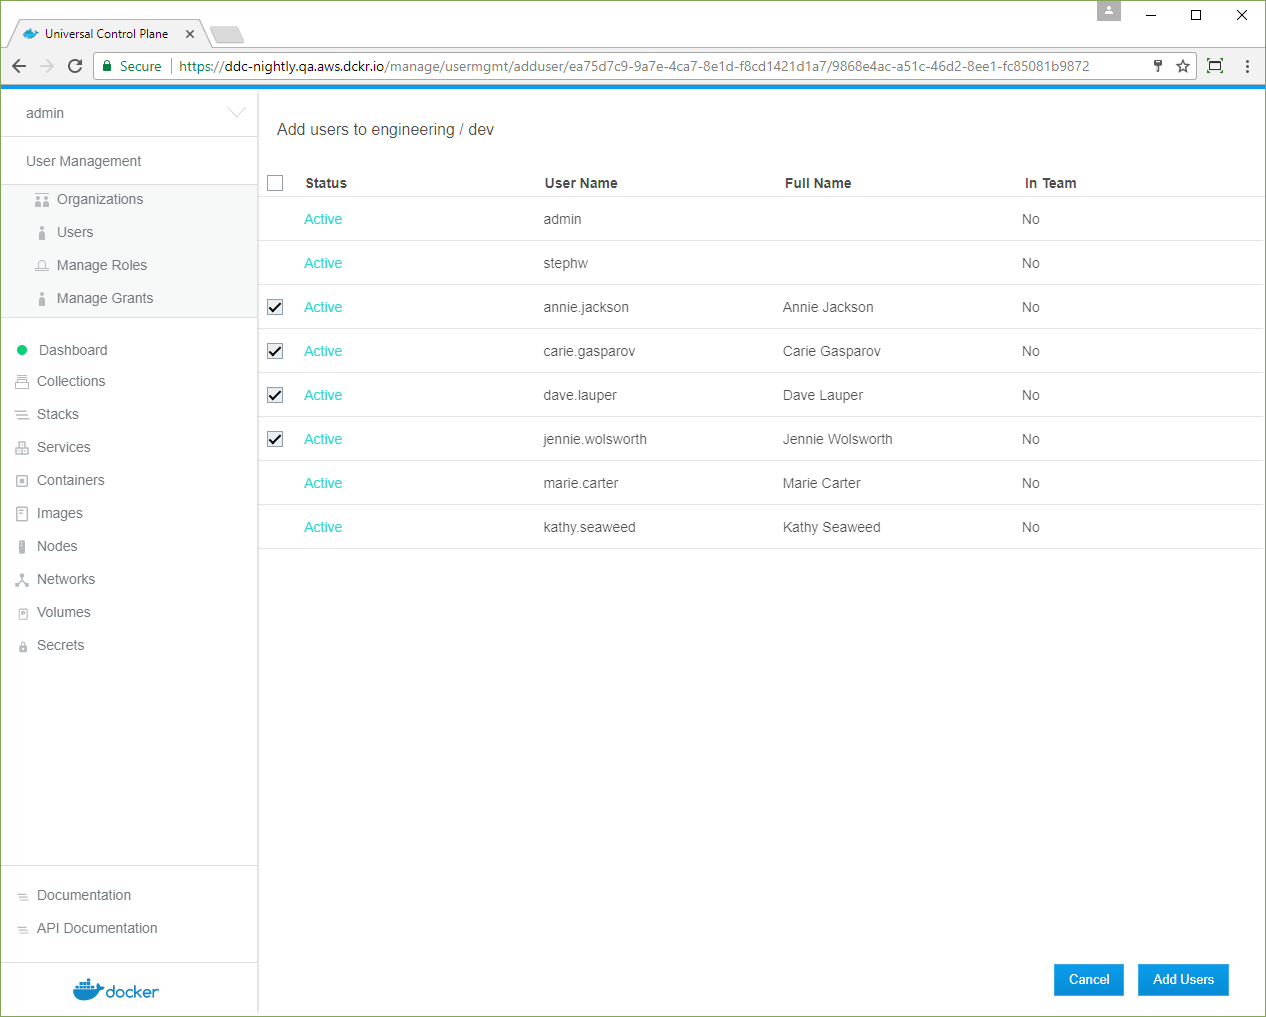 Universal Control Plane
Secure https://ddc-nightly.qa.aws.dckr.io/manage/usermgmt/adduser/ea75d7c9-9a7e-4ca7-8e1d-f8cd1421d1a7/9868e4ac-a51c-46d2-8ee1-fc85081b9872
admin
User Management
Organizations
Users
Manage Roles
Manage Grants
Dashboard
Collections
Stacks
Services
Containers
Images
Nodes
Networks
Volumes
Secrets
Documentation
API Documentation
docker
Add users to engineering / dev
Status User Name Full Name In Team
Active admin No
Active stephw No
Active annie.jackson Annie Jackson No
Active carie.gasparov Carie Gasparov No
Active dave.lauper Dave Lauper No
Active jennie.wolsworth Jennie Wolsworth No
Active marie.carter Marie Carter No
Active kathy.seaweed Kathy Seaweed No
Cancel Add Users